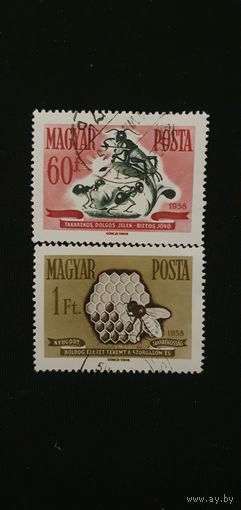 MAGYAR POSTA
60f
1958
TAKARÉKOS DOLGOS JELEN - BIZTOS JÖVŐ
MAGYAR POSTA
1 Ft.
1958
NYUGODT TAKARÉKOSSÁG
BOLDOG ÉLETET TEREMT A SZORGALOM ÉS
www.ay.by